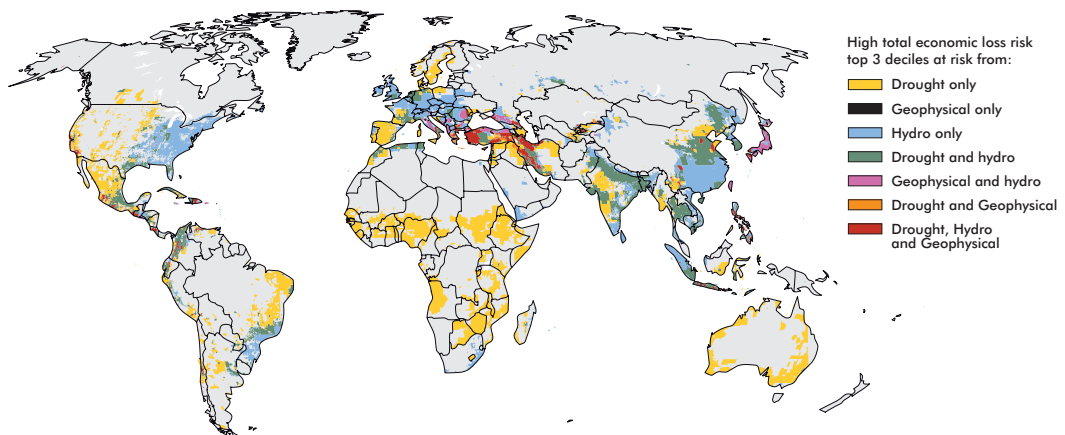 High total economic loss risk
top 3 deciles at risk from:
Drought only
Geophysical only
Hydro only
Drought and hydro
Geophysical and hydro
Drought and Geophysical
Drought, Hydro
and Geophysical